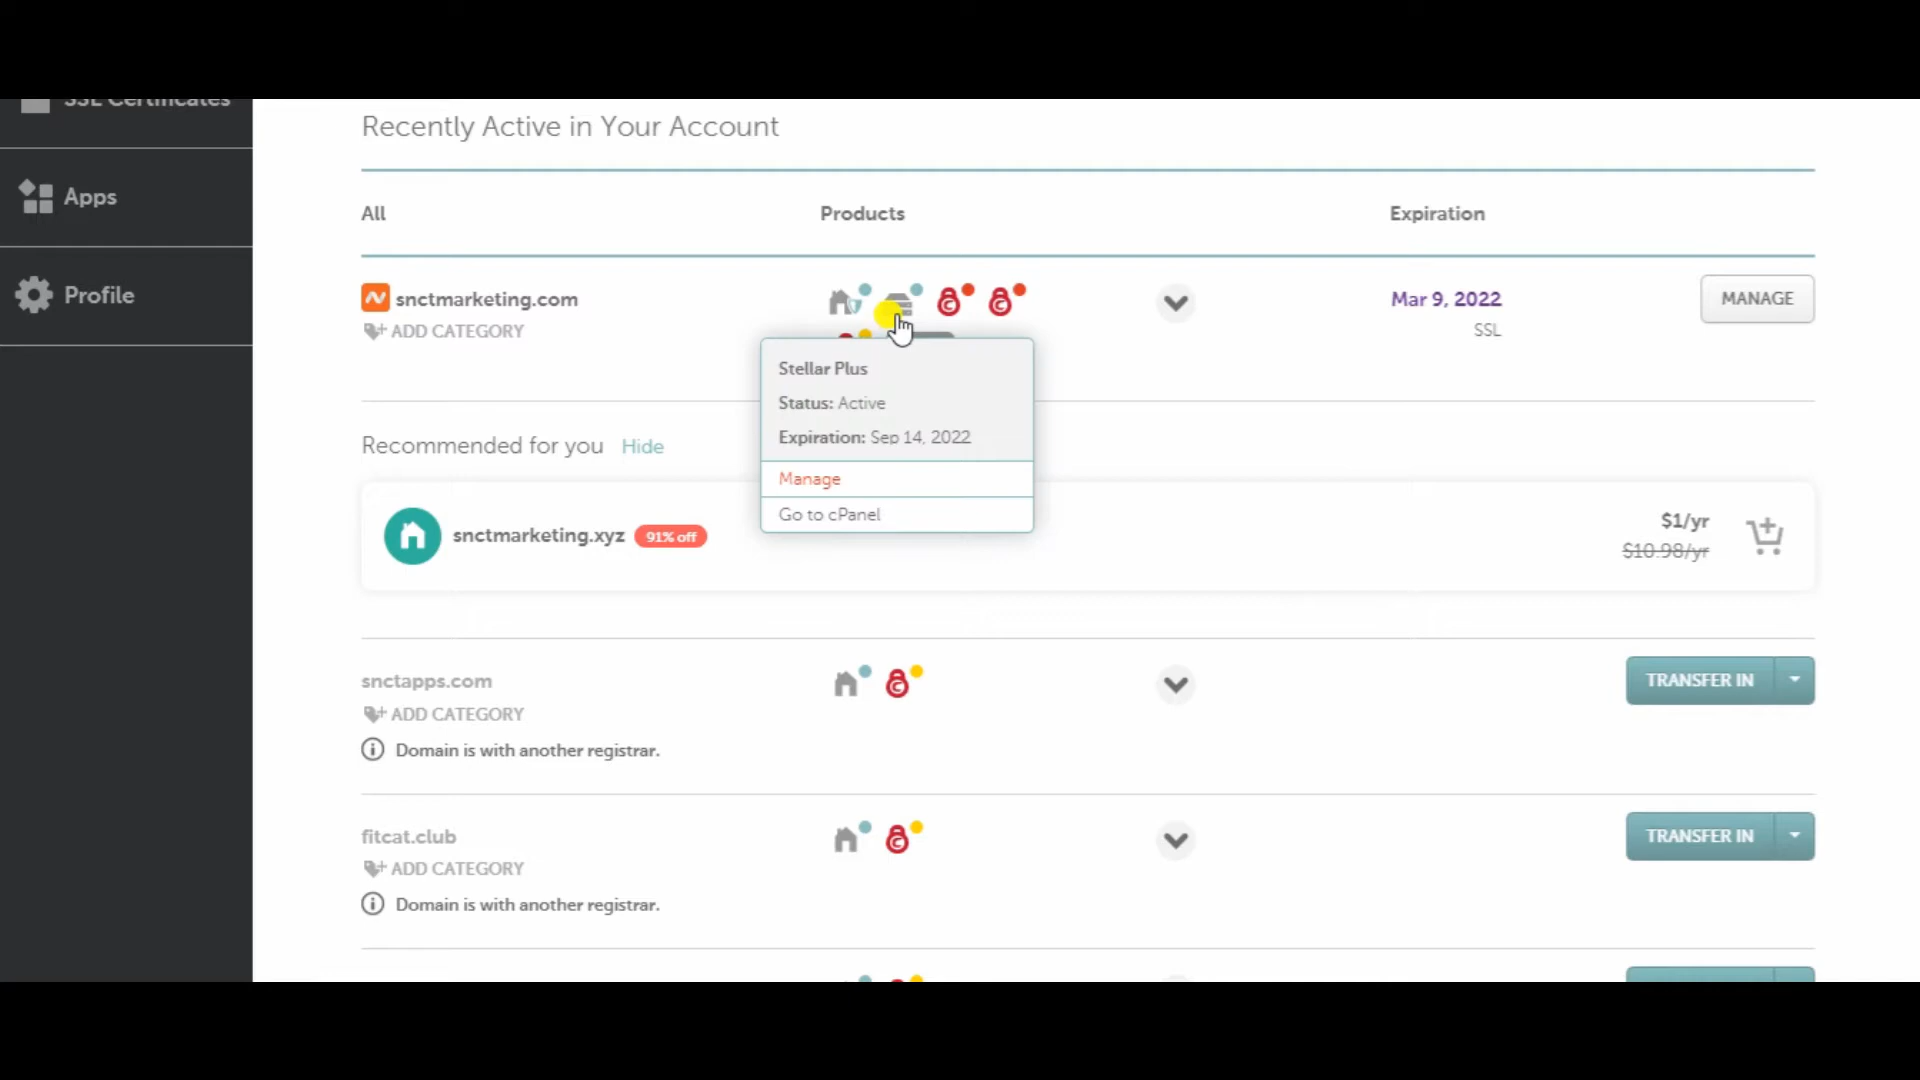 SSL Certificates
Apps
Profile
Recently Active in Your Account
All Products Expiration
snctmarketing.com
ADD CATEGORY
Mar 9, 2022
SSL
MANAGE
Stellar Plus
Status: Active
Expiration: Sep 14, 2022
Manage
Go to cPanel
Recommended for you Hide
snctmarketing.xyz 91% off
$1/yr
$10.98/yr
snctapps.com
ADD CATEGORY
Domain is with another registrar.
TRANSFER IN
fitcat.club
ADD CATEGORY
Domain is with another registrar.
TRANSFER IN